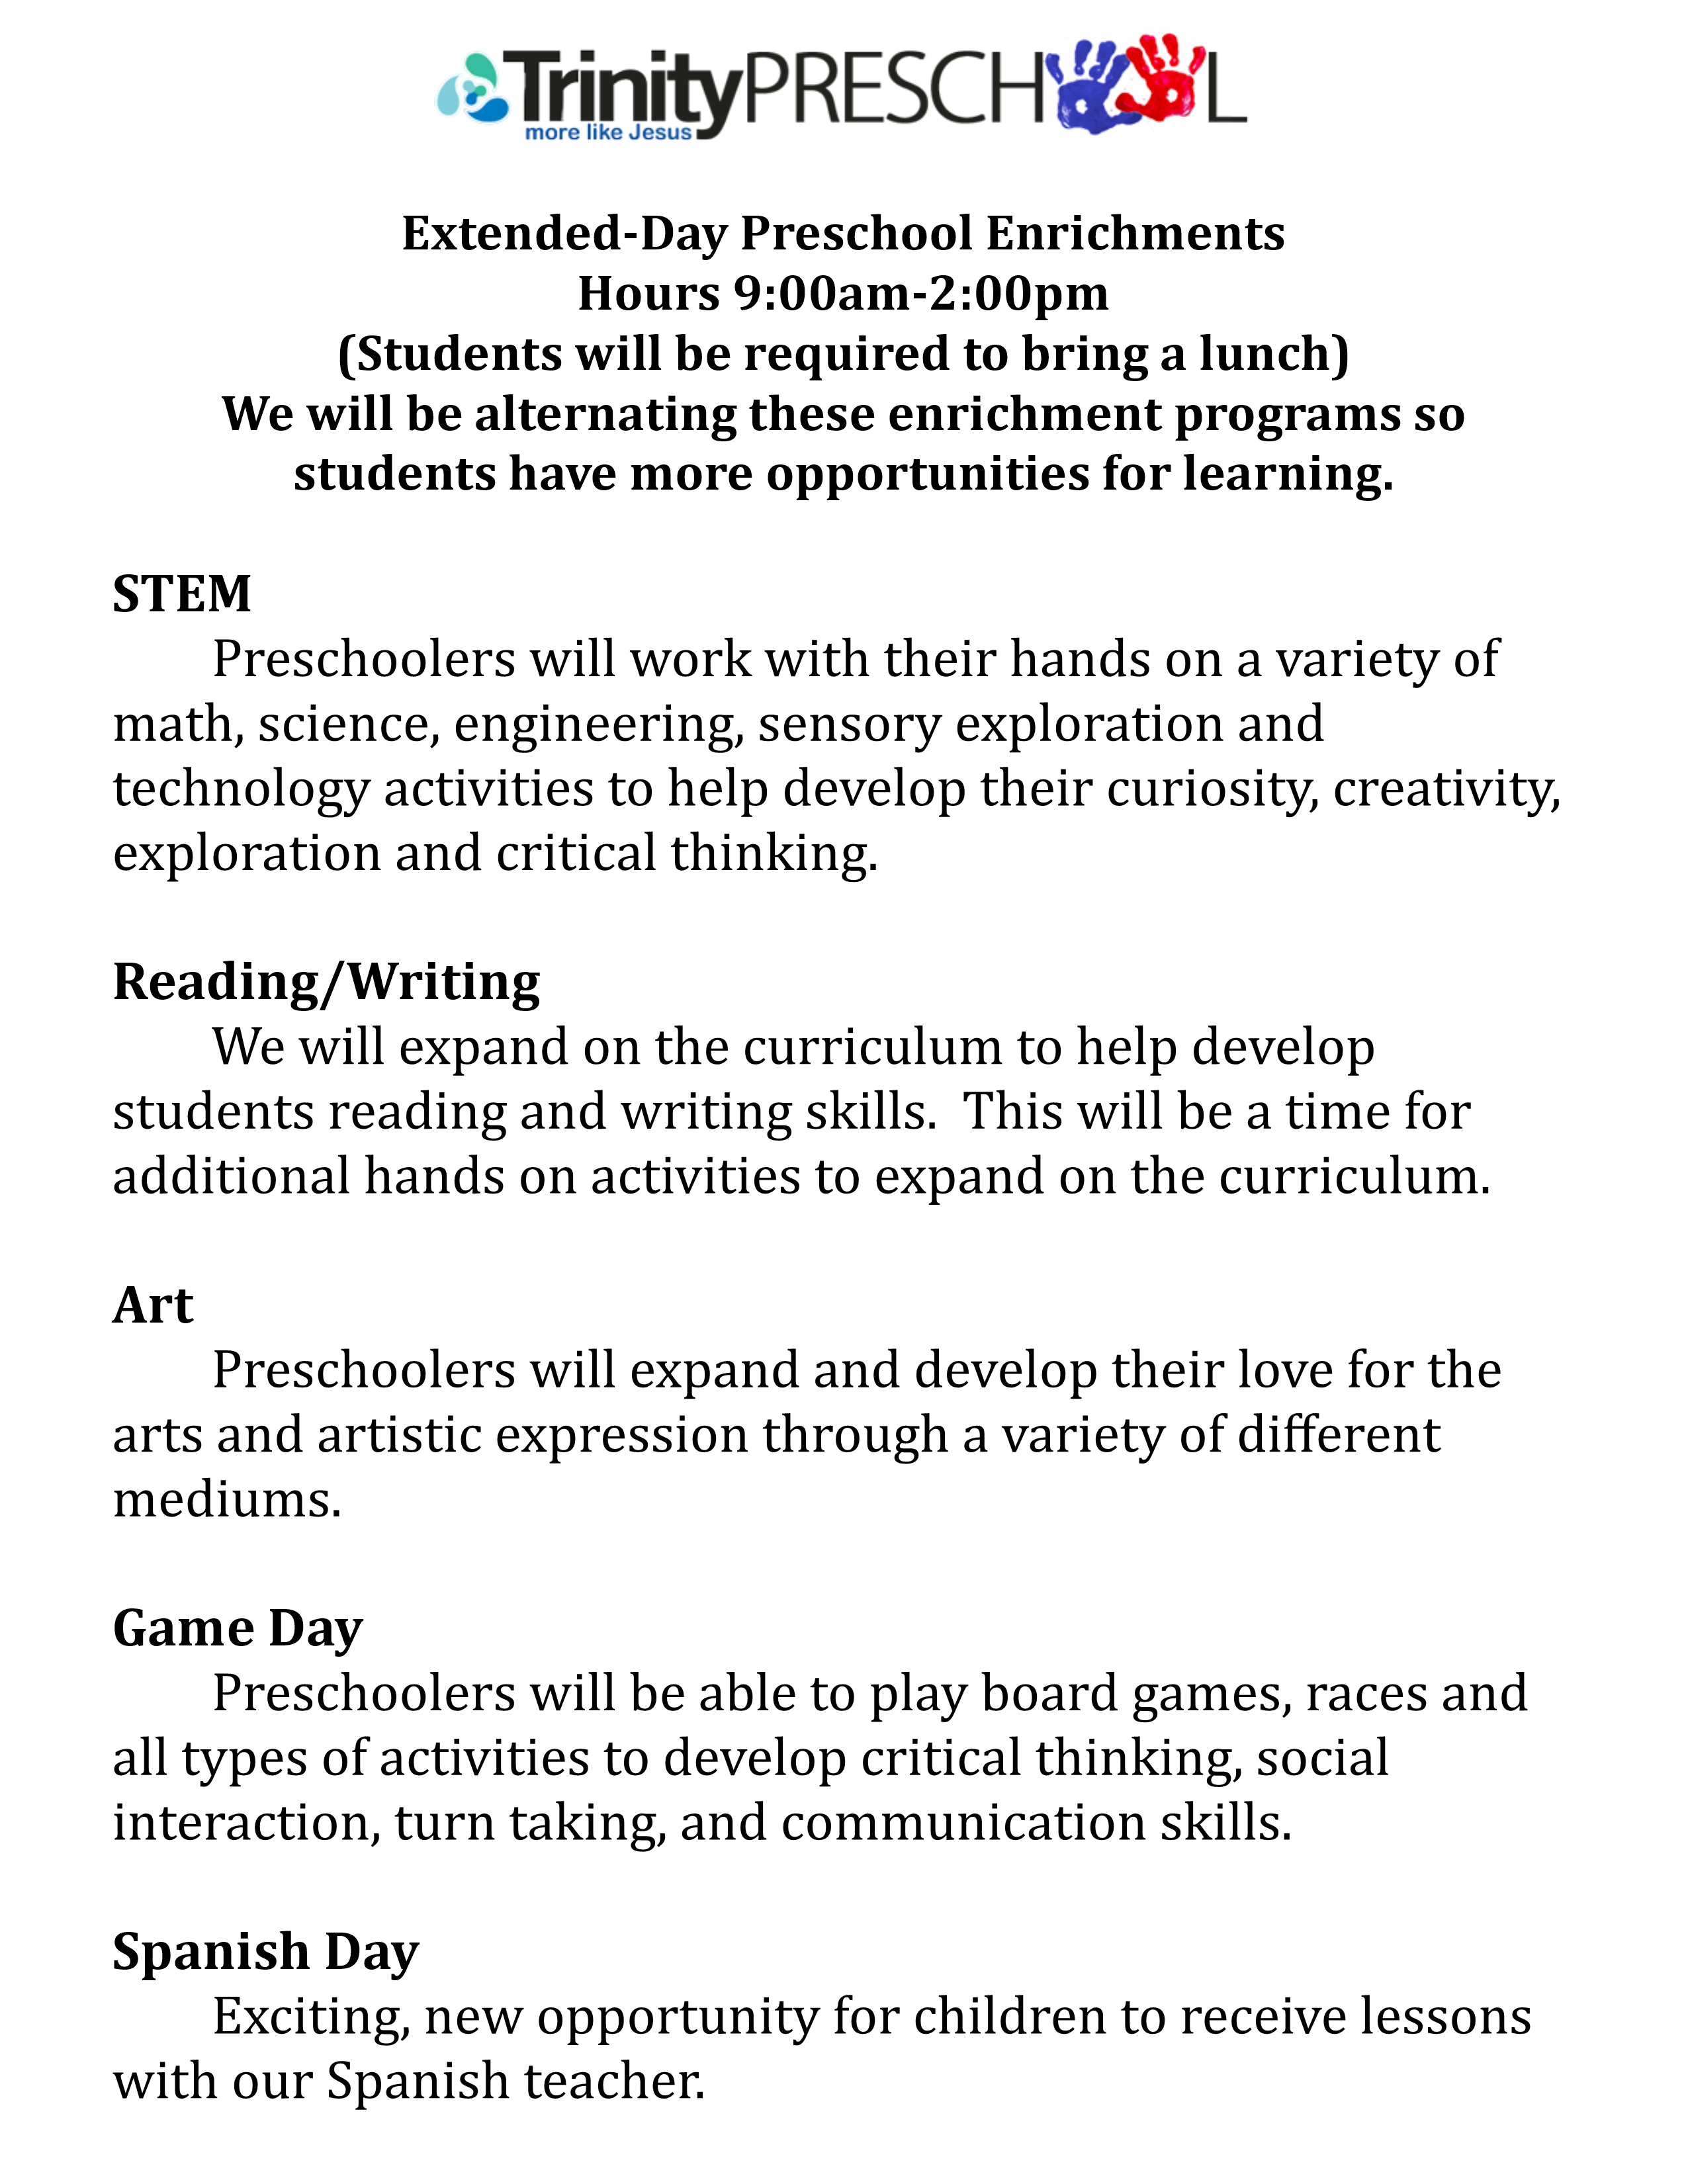 Trinity PRESCHOOL
more like Jesus
Extended-Day Preschool Enrichments
Hours 9:00am-2:00pm
(Students will be required to bring a lunch)
We will be alternating these enrichment programs so
students have more opportunities for learning.
STEM
Preschoolers will work with their hands on a variety of
math, science, engineering, sensory exploration and
technology activities to help develop their curiosity, creativity,
exploration and critical thinking.
Reading/Writing
We will expand on the curriculum to help develop
students reading and writing skills.  This will be a time for
additional hands on activities to expand on the curriculum.
Art
Preschoolers will expand and develop their love for the
arts and artistic expression through a variety of different
mediums.
Game Day
Preschoolers will be able to play board games, races and
all types of activities to develop critical thinking, social
interaction, turn taking, and communication skills.
Spanish Day
Exciting, new opportunity for children to receive lessons
with our Spanish teacher.